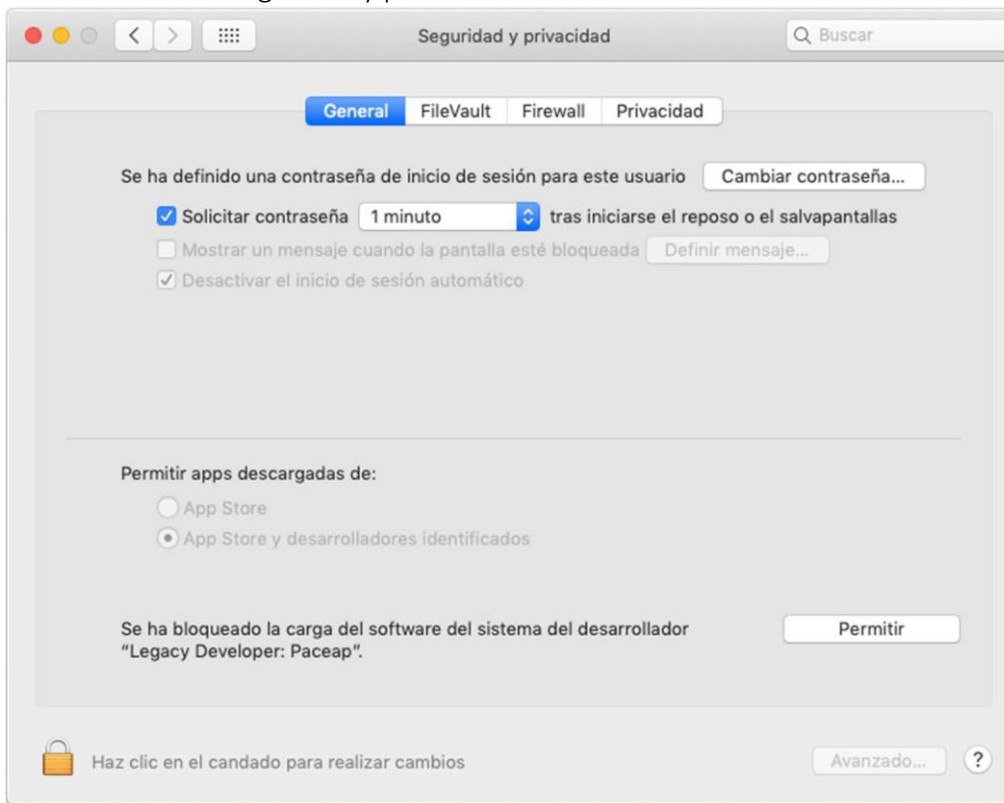 Seguridad y privacidad
Buscar
General FileVault Firewall Privacidad
Se ha definido una contraseña de inicio de sesión para este usuario Cambiar contraseña...
Solicitar contraseña 1 minuto tras iniciarse el reposo o el salvapantallas
Mostrar un mensaje cuando la pantalla esté bloqueada Definir mensaje...
Desactivar el inicio de sesión automático
Permitir apps descargadas de:
App Store
App Store y desarrolladores identificados
Se ha bloqueado la carga del software del sistema del desarrollador
"Legacy Developer: Paceap".
Permitir
Haz clic en el candado para realizar cambios
Avanzado... ?